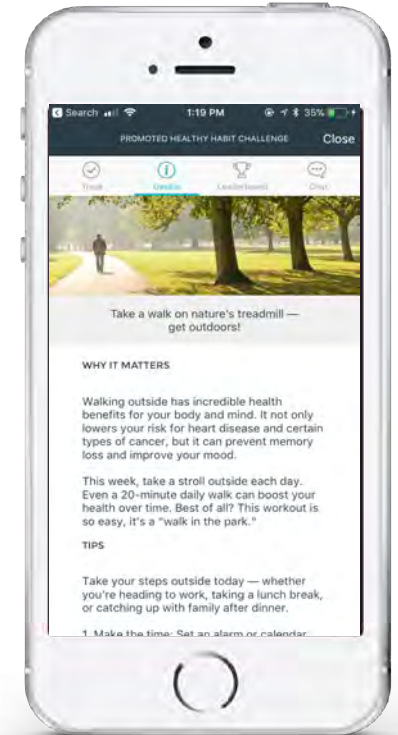 Search 1:19 PM 35%
PROMOTED HEALTHY HABIT CHALLENGE Close
Track Details Leaderboard Chat
Take a walk on nature's treadmill —
get outdoors!
WHY IT MATTERS
Walking outside has incredible health
benefits for your body and mind. It not only
lowers your risk for heart disease and certain
types of cancer, but it can prevent memory
loss and improve your mood.
This week, take a stroll outside each day.
Even a 20-minute daily walk can boost your
health over time. Best of all? This workout is
so easy, it's a "walk in the park."
TIPS
Take your steps outside today — whether
you're heading to work, taking a lunch break,
or catching up with family after dinner.
1. Make the time: Set an alarm or calendar